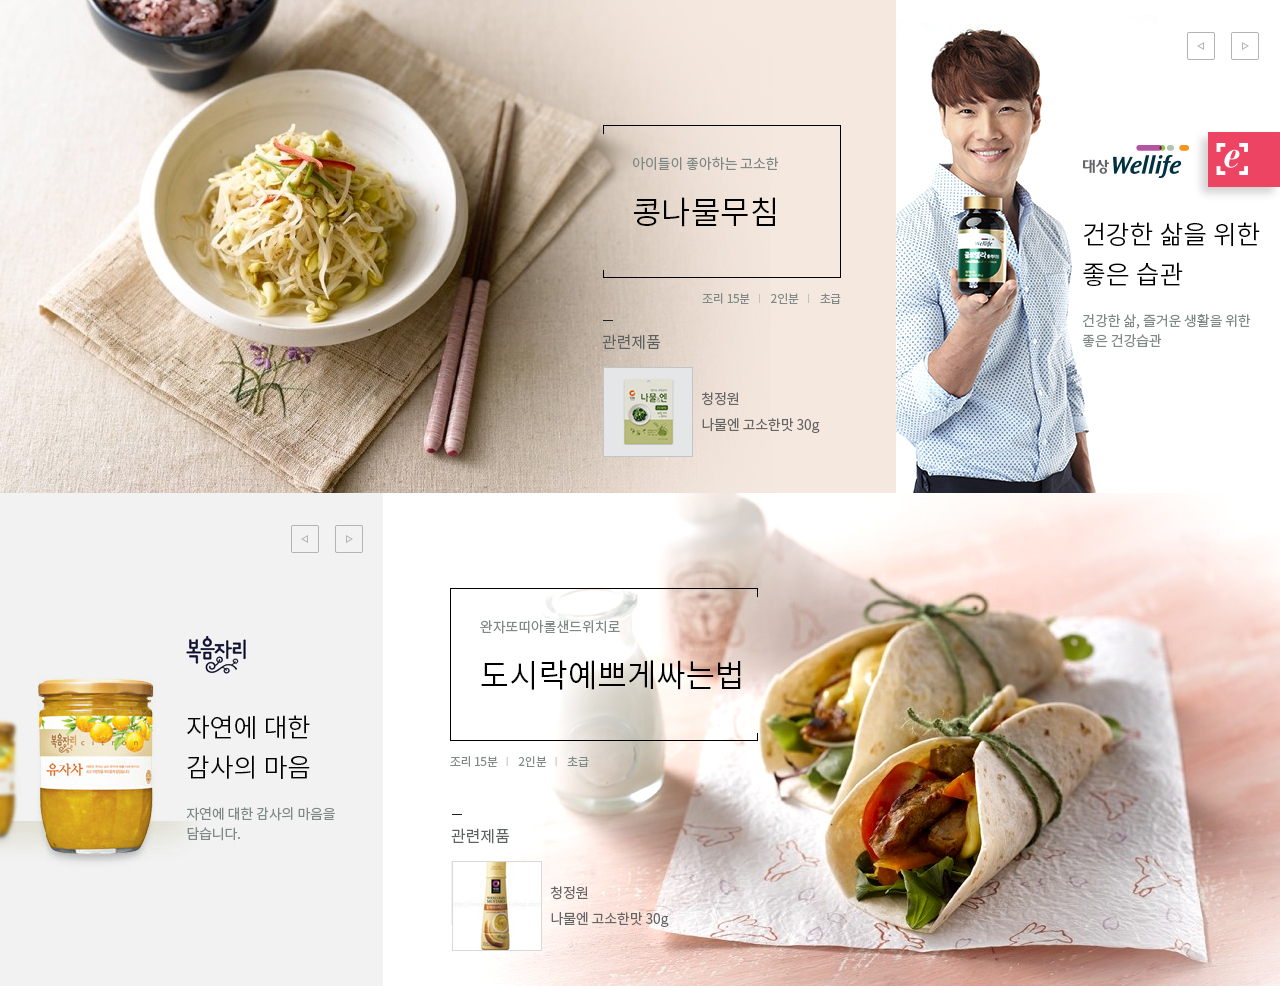 아이들이 좋아하는 고소한
콩나물무침
조리 15분 | 2인분 | 초급
관련제품
청정원
나물엔 고소한맛 30g
나물엔
대상 Wellife
e
건강한 삶을 위한
좋은 습관
건강한 삶, 즐거운 생활을 위한
좋은 건강습관
Wellife
복음자리
자연에 대한
감사의 마음
자연에 대한 감사의 마음을
담습니다.
복음자리
citron
유자차
완자또띠아롤샌드위치로
도시락예쁘게싸는법
조리 15분 | 2인분 | 초급
관련제품
청정원
나물엔 고소한맛 30g